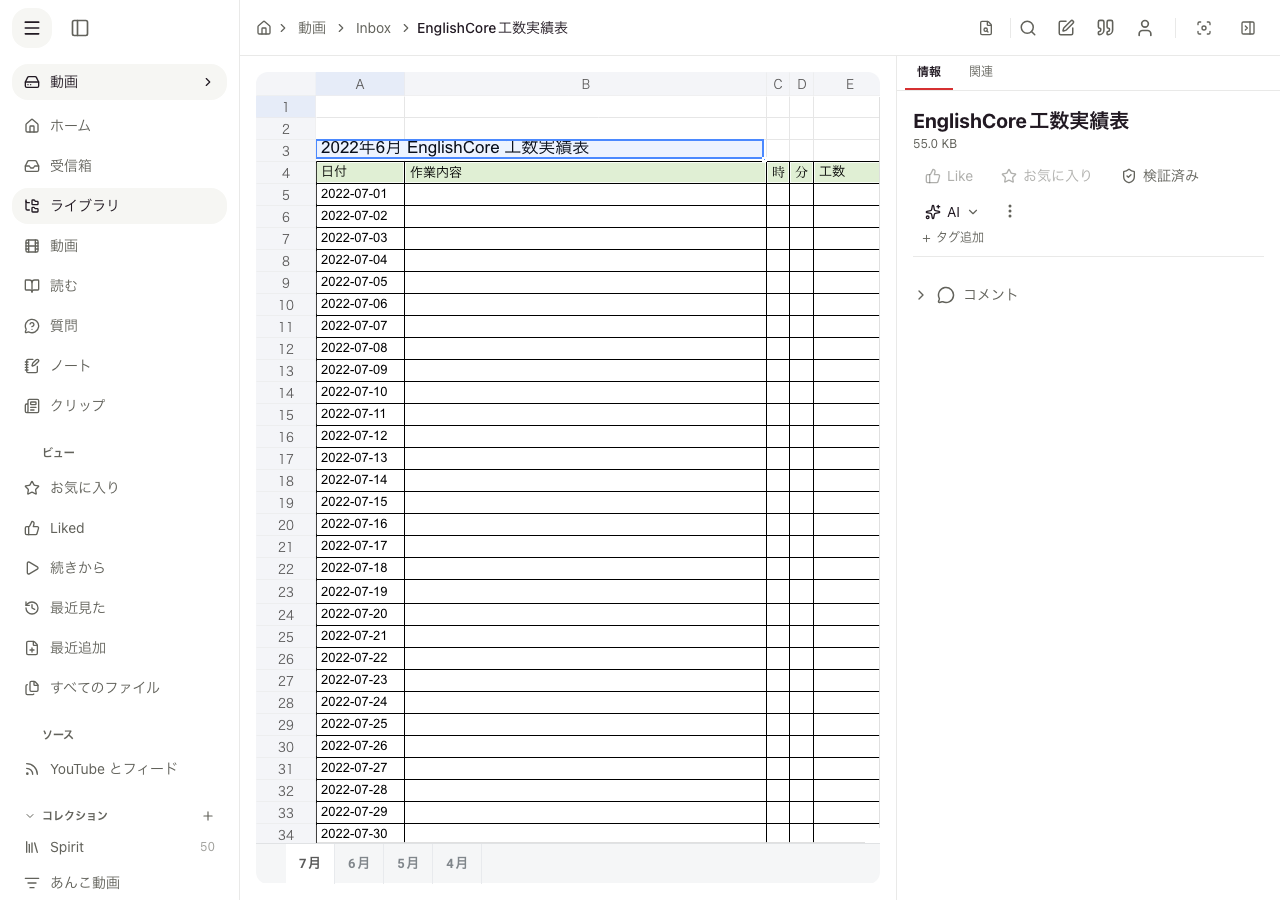 動画
Inbox
EnglishCore工数実績表
動画
ホーム
受信箱
ライブラリ
動画
読む
質問
ノート
クリップ
ビュー
お気に入り
Liked
続きから
最近見た
最近追加
すべてのファイル
ソース
YouTube とフィード
コレクション
Spirit 50
あんこ動画
A B C D E
1
2
3 2022年6月 EnglishCore 工数実績表
4 日付 作業内容 時 分 工数
5 2022-07-01
6 2022-07-02
7 2022-07-03
8 2022-07-04
9 2022-07-05
10 2022-07-06
11 2022-07-07
12 2022-07-08
13 2022-07-09
14 2022-07-10
15 2022-07-11
16 2022-07-12
17 2022-07-13
18 2022-07-14
19 2022-07-15
20 2022-07-16
21 2022-07-17
22 2022-07-18
23 2022-07-19
24 2022-07-20
25 2022-07-21
26 2022-07-22
27 2022-07-23
28 2022-07-24
29 2022-07-25
30 2022-07-26
31 2022-07-27
32 2022-07-28
33 2022-07-29
34 2022-07-30
7月 6月 5月 4月
情報 関連
EnglishCore工数実績表
55.0 KB
Like お気に入り 検証済み
AI
+ タグ追加
コメント